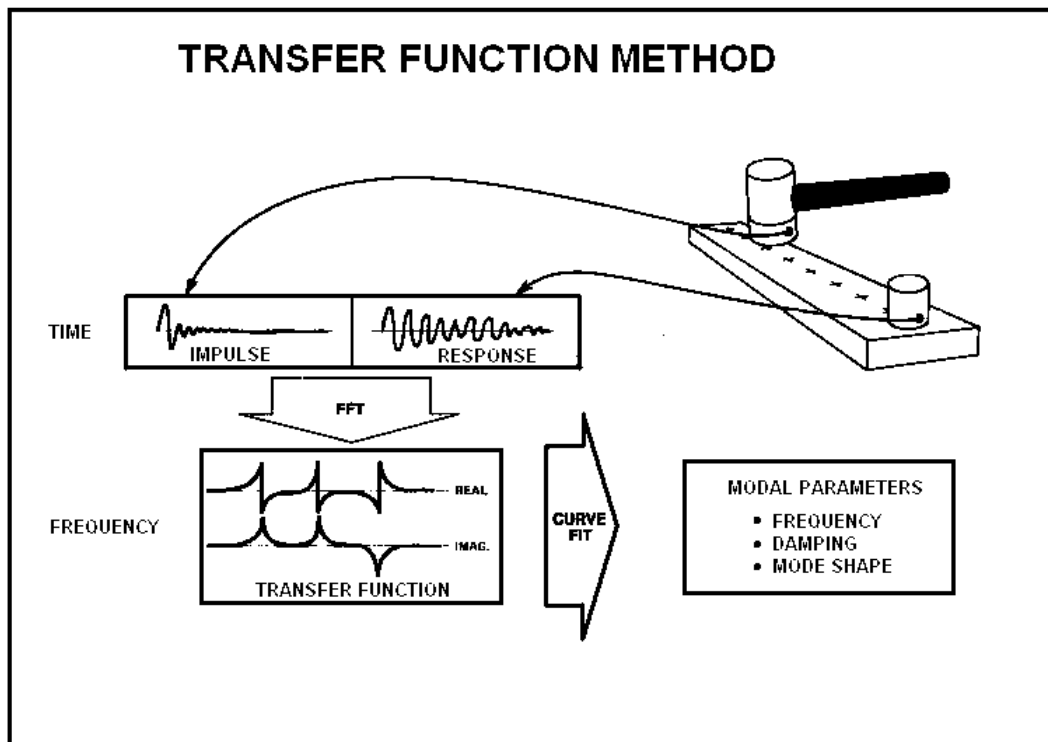 TRANSFER FUNCTION METHOD
TIME
IMPULSE
RESPONSE
FFT
FREQUENCY
REAL.
IMAG.
TRANSFER FUNCTION
CURVE
FIT
MODAL PARAMETERS
• FREQUENCY
• DAMPING
• MODE SHAPE